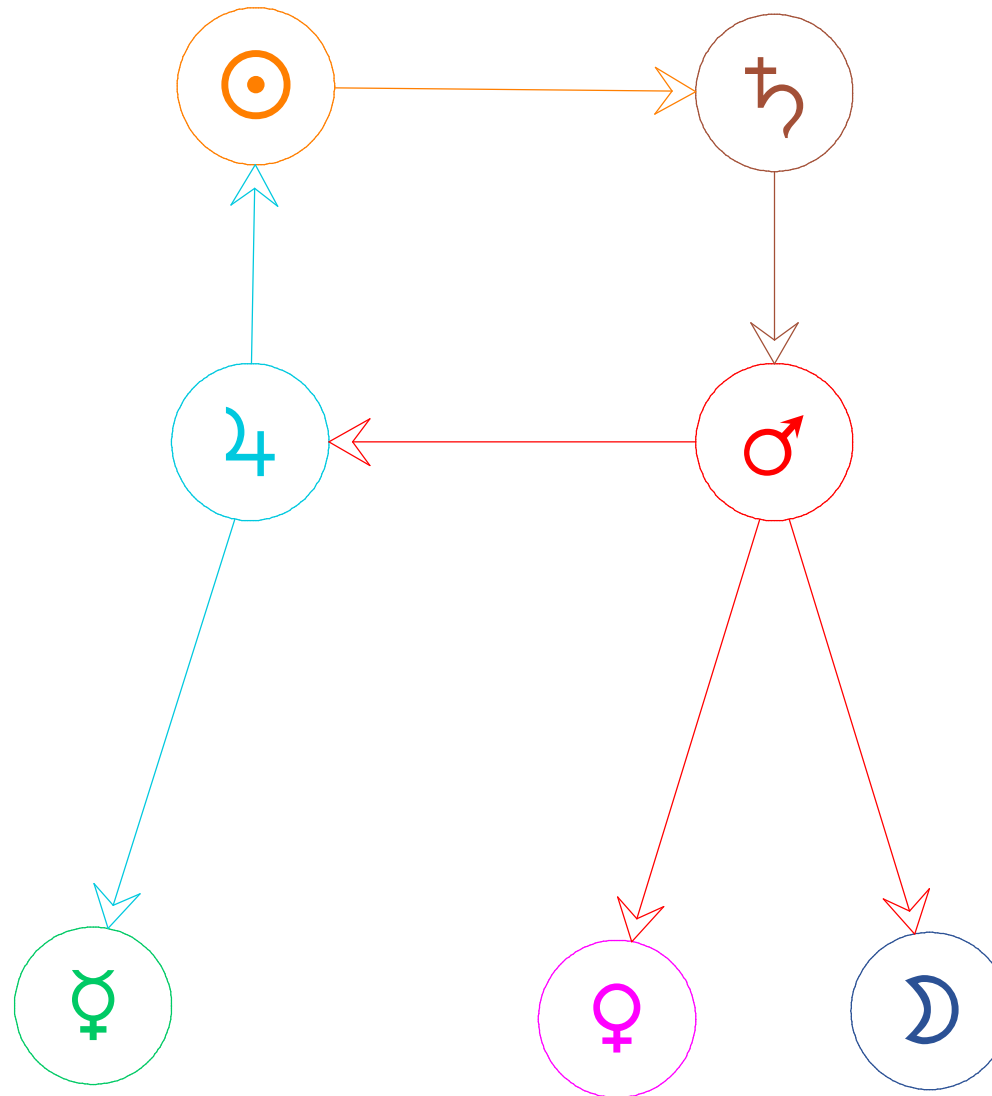 ☉ ♄
♃ ♂
☿ ♀ ☽